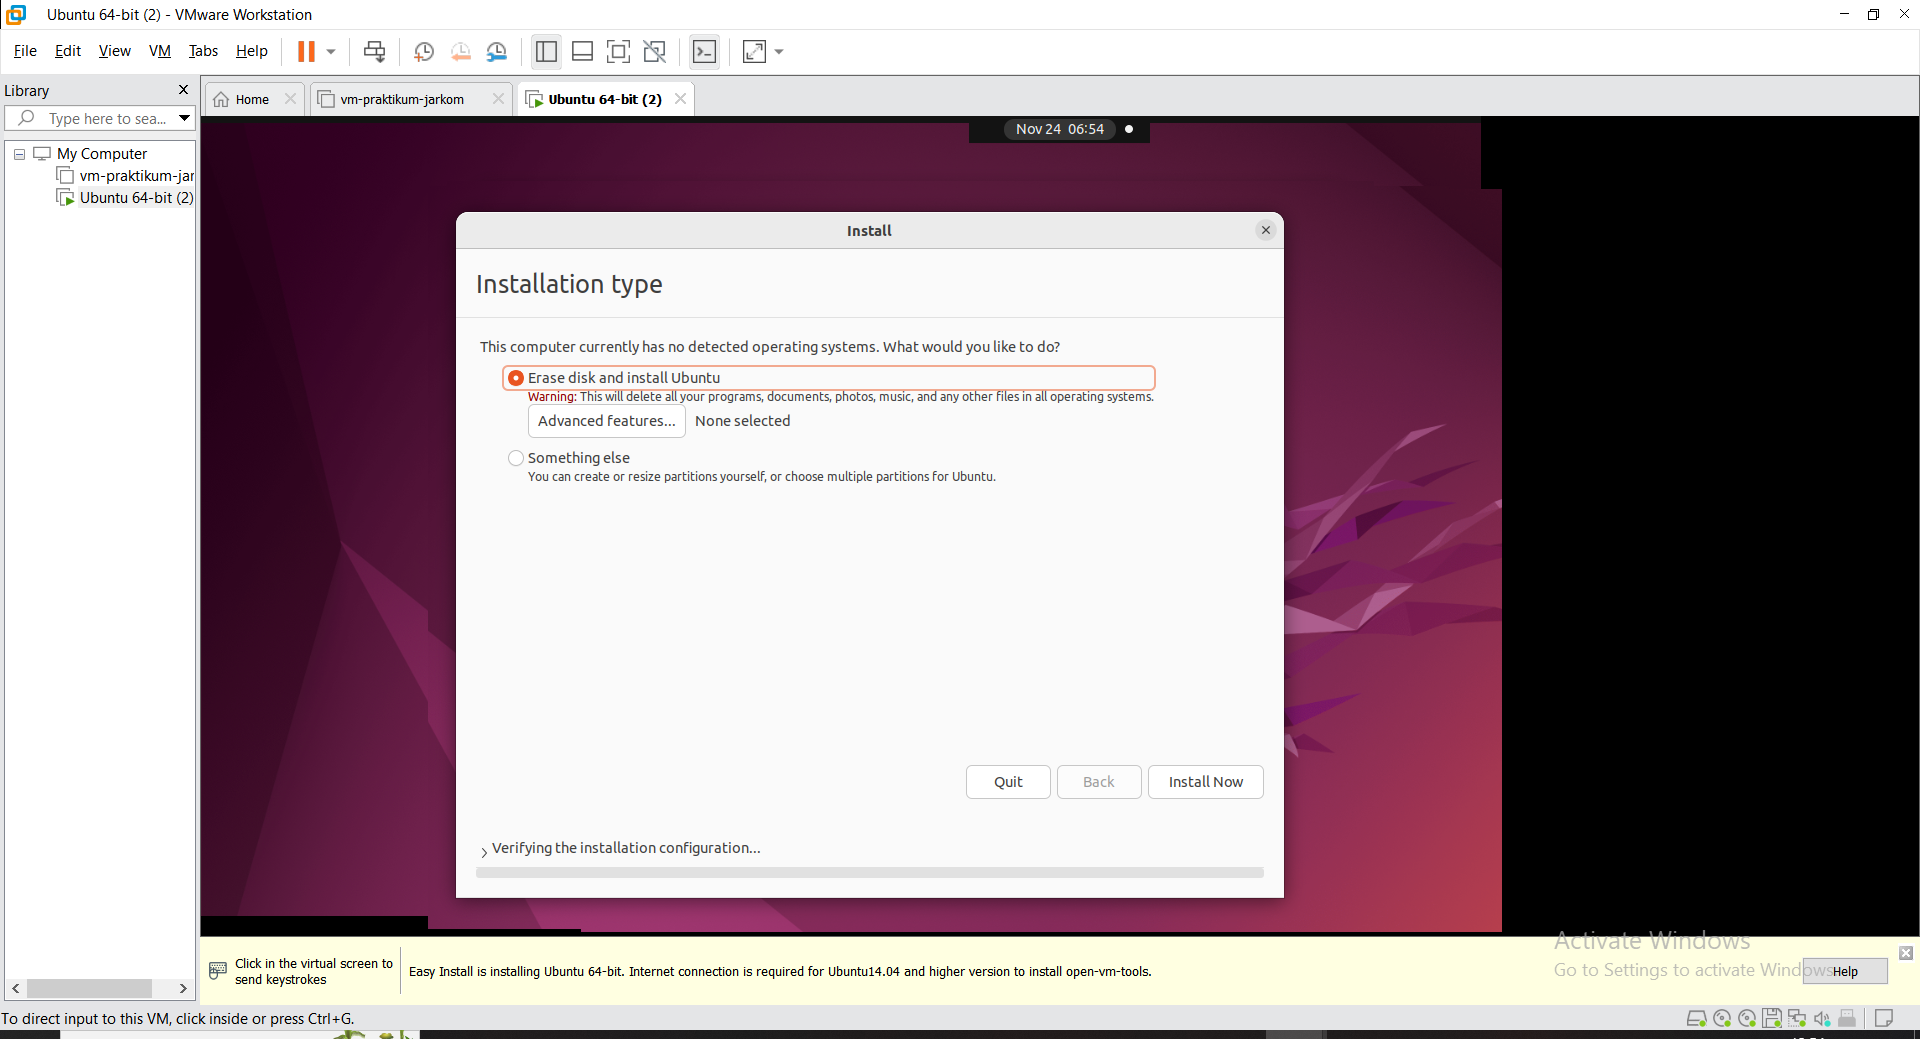 Ubuntu 64-bit (2) - VMware Workstation
File Edit View VM Tabs Help
Library
Type here to sea...
Home
vm-praktikum-jarkom
Ubuntu 64-bit (2)
My Computer
vm-praktikum-jar
Ubuntu 64-bit (2)
Nov 24 06:54
Install
Installation type
This computer currently has no detected operating systems. What would you like to do?
Erase disk and install Ubuntu
Warning: This will delete all your programs, documents, photos, music, and any other files in all operating systems.
Advanced features... None selected
Something else
You can create or resize partitions yourself, or choose multiple partitions for Ubuntu.
Quit Back Install Now
Verifying the installation configuration...
Activate Windows
Go to Settings to activate Windows
Click in the virtual screen to
send keystrokes
Easy Install is installing Ubuntu 64-bit. Internet connection is required for Ubuntu14.04 and higher version to install open-vm-tools.
Help
To direct input to this VM, click inside or press Ctrl+G.